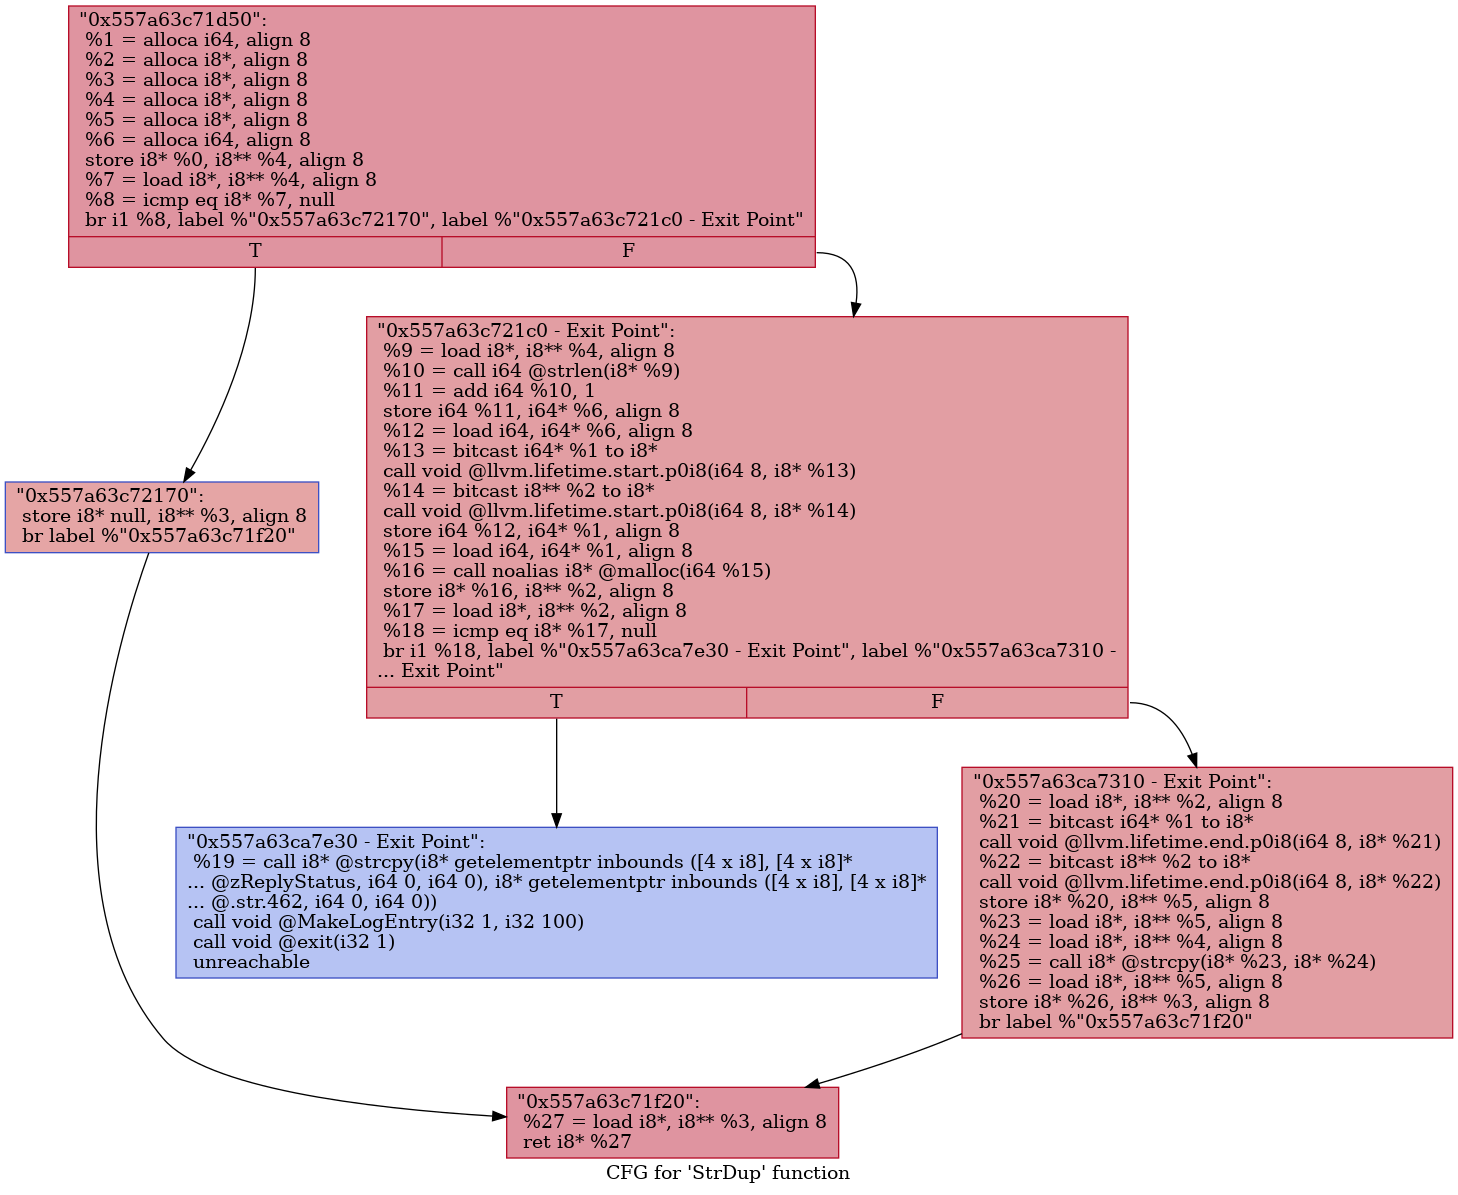 "0x557a63c71d50":
%1 = alloca i64, align 8
%2 = alloca i8*, align 8
%3 = alloca i8*, align 8
%4 = alloca i8*, align 8
%5 = alloca i8*, align 8
%6 = alloca i64, align 8
store i8* %0, i8** %4, align 8
%7 = load i8*, i8** %4, align 8
%8 = icmp eq i8* %7, null
br i1 %8, label %"0x557a63c72170", label %"0x557a63c721c0 - Exit Point"
T
F
"0x557a63c721c0 - Exit Point":
%9 = load i8*, i8** %4, align 8
%10 = call i64 @strlen(i8* %9)
%11 = add i64 %10, 1
store i64 %11, i64* %6, align 8
%12 = load i64, i64* %6, align 8
%13 = bitcast i64* %1 to i8*
call void @llvm.lifetime.start.p0i8(i64 8, i8* %13)
%14 = bitcast i8** %2 to i8*
call void @llvm.lifetime.start.p0i8(i64 8, i8* %14)
store i64 %12, i64* %1, align 8
%15 = load i64, i64* %1, align 8
%16 = call noalias i8* @malloc(i64 %15)
store i8* %16, i8** %2, align 8
%17 = load i8*, i8** %2, align 8
%18 = icmp eq i8* %17, null
br i1 %18, label %"0x557a63ca7e30 - Exit Point", label %"0x557a63ca7310 -
... Exit Point"
T
F
"0x557a63c72170":
store i8* null, i8** %3, align 8
br label %"0x557a63c71f20"
"0x557a63ca7e30 - Exit Point":
%19 = call i8* @strcpy(i8* getelementptr inbounds ([4 x i8], [4 x i8]*
... @zReplyStatus, i64 0, i64 0), i8* getelementptr inbounds ([4 x i8], [4 x i8]*
... @.str.462, i64 0, i64 0))
call void @MakeLogEntry(i32 1, i32 100)
call void @exit(i32 1)
unreachable
"0x557a63ca7310 - Exit Point":
%20 = load i8*, i8** %2, align 8
%21 = bitcast i64* %1 to i8*
call void @llvm.lifetime.end.p0i8(i64 8, i8* %21)
%22 = bitcast i8** %2 to i8*
call void @llvm.lifetime.end.p0i8(i64 8, i8* %22)
store i8* %20, i8** %5, align 8
%23 = load i8*, i8** %5, align 8
%24 = load i8*, i8** %4, align 8
%25 = call i8* @strcpy(i8* %23, i8* %24)
%26 = load i8*, i8** %5, align 8
store i8* %26, i8** %3, align 8
br label %"0x557a63c71f20"
"0x557a63c71f20":
%27 = load i8*, i8** %3, align 8
ret i8* %27
CFG for 'StrDup' function